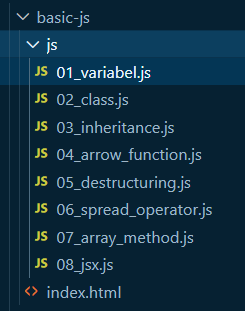 basic-js
js
JS 01_variabel.js
JS 02_class.js
JS 03_inheritance.js
JS 04_arrow_function.js
JS 05_destructuring.js
JS 06_spread_operator.js
JS 07_array_method.js
JS 08_jsx.js
<> index.html